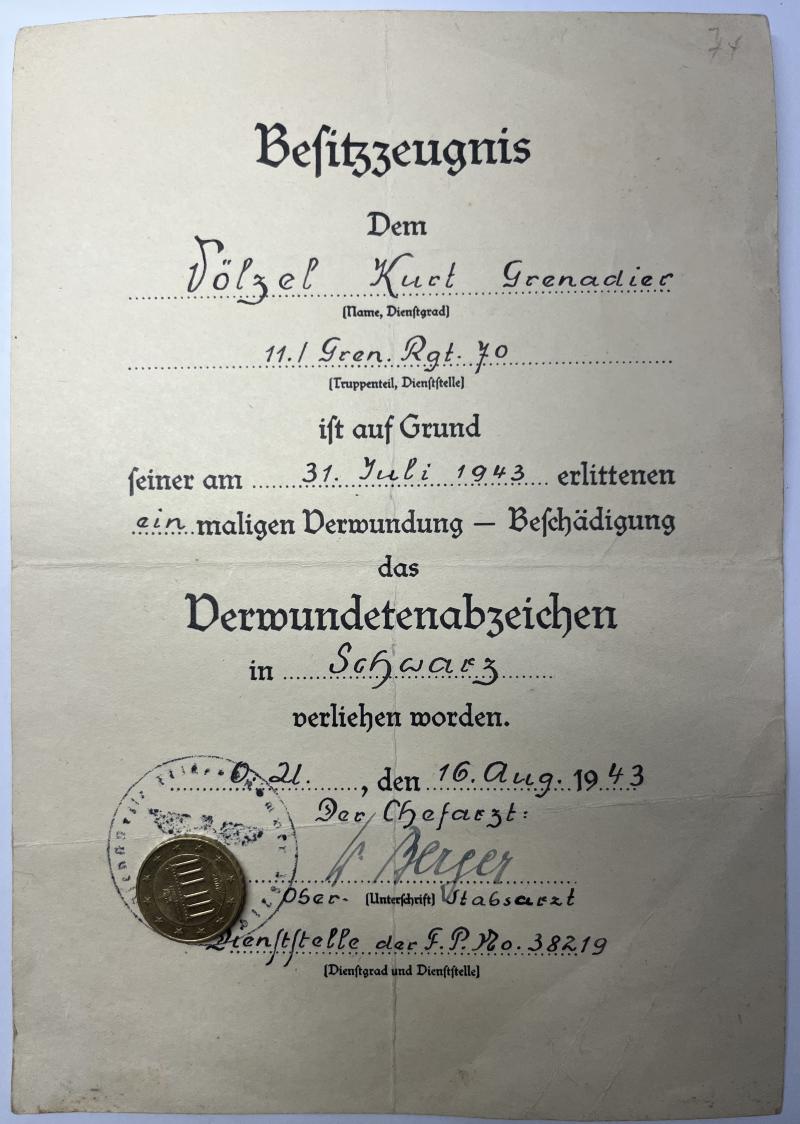 74
Besitzzeugnis
Dem
Völzel Kurt Grenadier
(Name, Dienstgrad)
11./ Gren. Rgt. 70
(Truppenteil, Dienststelle)
ist auf Grund
seiner am 31. Juli 1943 erlittenen
ein maligen Verwundung – Beschädigung
das
Verwundetenabzeichen
in Schwarz
verliehen worden.
O. U. , den 16. Aug. 1943
Der Chefarzt:
Berger
Ober- (Unterschrift) Stabsarzt
Dienststelle der F. P. No. 38219
(Dienstgrad und Dienststelle)